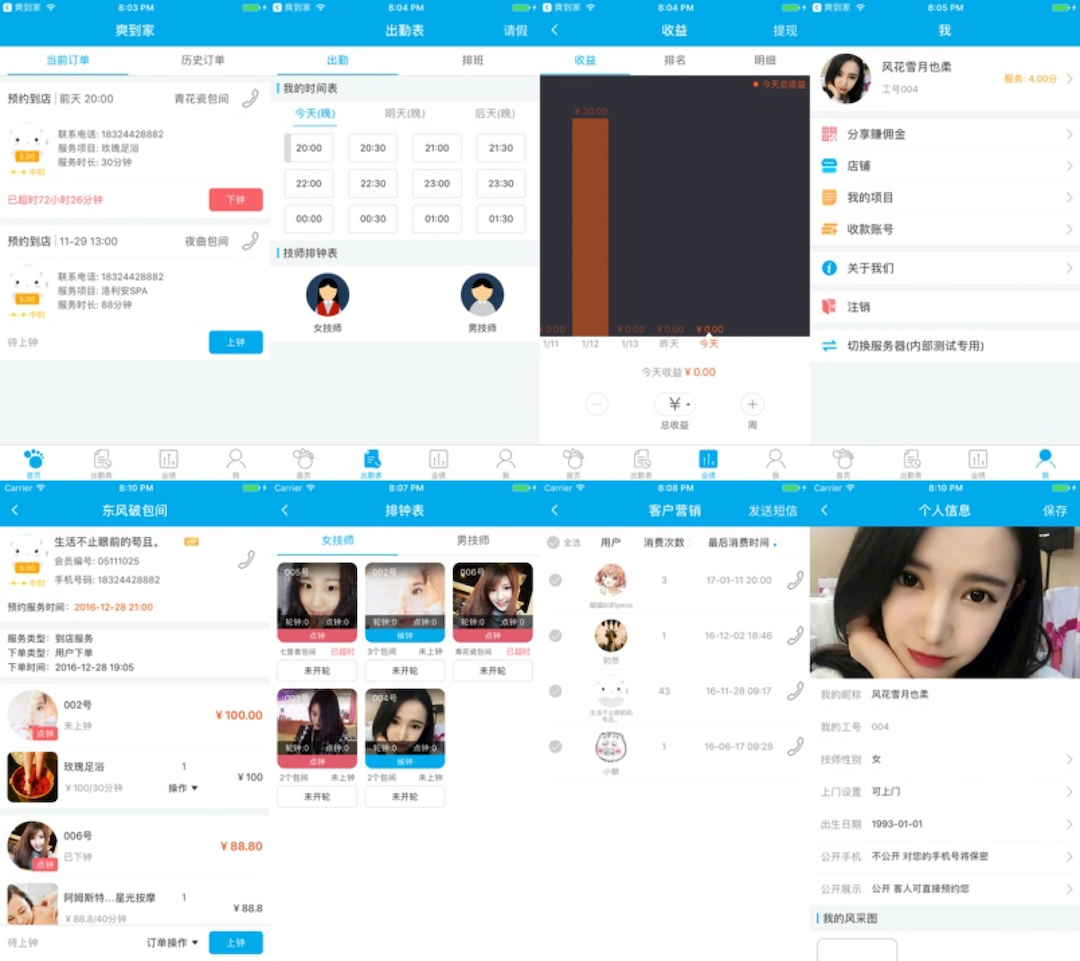 爽到家
8:03 PM
爽到家
当前订单
历史订单
预约到店 | 前天 20:00
青花瓷包间
联系电话: 18324428882
服务项目: 玫瑰足浴
服务时长: 30分钟
5.00
中时
已超时72小时26分钟
下钟
预约到店 | 11-29 13:00
夜曲包间
联系电话: 18324428882
服务项目: 洛利安SPA
服务时长: 88分钟
5.00
待上钟
上钟
首页
出勤表
业绩
我
爽到家
8:04 PM
出勤表
请假
出勤
排班
我的时间表
今天(晚)
明天(晚)
后天(晚)
20:00
20:30
21:00
21:30
22:00
22:30
23:00
23:30
00:00
00:30
01:00
01:30
技师排钟表
女技师
男技师
首页
出勤表
业绩
我
爽到家
8:04 PM
收益
提现
收益
排名
明细
今天总收益
¥30.00
¥0.00
¥0.00
¥0.00
¥0.00
1/11
1/12
1/13
昨天
今天
今天收益 ¥0.00
¥
总收益
周
首页
出勤表
业绩
我
爽到家
8:05 PM
我
风花雪月也柔
工号004
服务: 4.00分
分享赚佣金
店铺
我的项目
收款账号
关于我们
注销
切换服务器(内部测试专用)
首页
出勤表
业绩
我
Carrier
8:10 PM
东风破包间
生活不止眼前的苟且。
VIP
会员编号: 05111025
手机号码: 18324428882
5.00
预约服务时间: 2016-12-28 21:00
服务类型: 到店服务
下单类型: 用户下单
下单时间: 2016-12-28 19:05
002号
未上钟
点钟
¥100.00
玫瑰足浴
1
¥100
¥100/30分钟
操作
006号
已下钟
点钟
¥88.80
阿姆斯特...星光按摩
1
¥88.8
¥88.8/40分钟
待上钟
订单操作
上钟
Carrier
8:07 PM
排钟表
女技师
男技师
005号
轮钟:0 点钟:0
点钟
七里香包间
已超时
未开轮
002号
轮钟:0 点钟:0
候钟
3个包间
未上钟
未开轮
006号
轮钟:0 点钟:0
点钟
青花瓷包间
已超时
未开轮
轮钟:0 点钟:0
点钟
2个包间
未上钟
未开轮
004号
轮钟:0 点钟:0
候钟
2个包间
未上钟
未开轮
Carrier
8:08 PM
客户营销
发送短信
全选
用户
消费次数
最后消费时间
3
17-01-11 20:00
1
16-12-02 18:46
初然
43
16-11-28 09:17
生活不止眼前的
苟且。
1
16-06-17 09:28
小敏
Carrier
8:10 PM
个人信息
保存
我的昵称 风花雪月也柔
我的工号 004
技师性别 女
上门设置 可上门
出生日期 1993-01-01
公开手机 不公开 对您的手机号将保密
公开展示 公开 客人可直接预约您
我的风采图